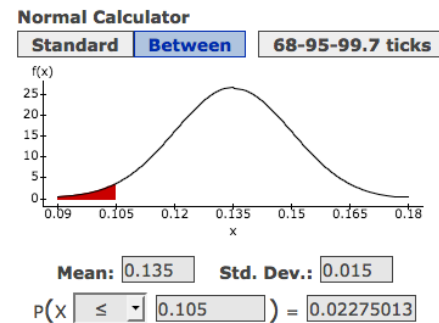 Normal Calculator
Standard Between 68-95-99.7 ticks
f(x)
25
20
15
10
5
0
0.09 0.105 0.12 0.135 0.15 0.165 0.18
x
Mean: 0.135 Std. Dev.: 0.015
P(X ≤ 0.105 ) = 0.02275013